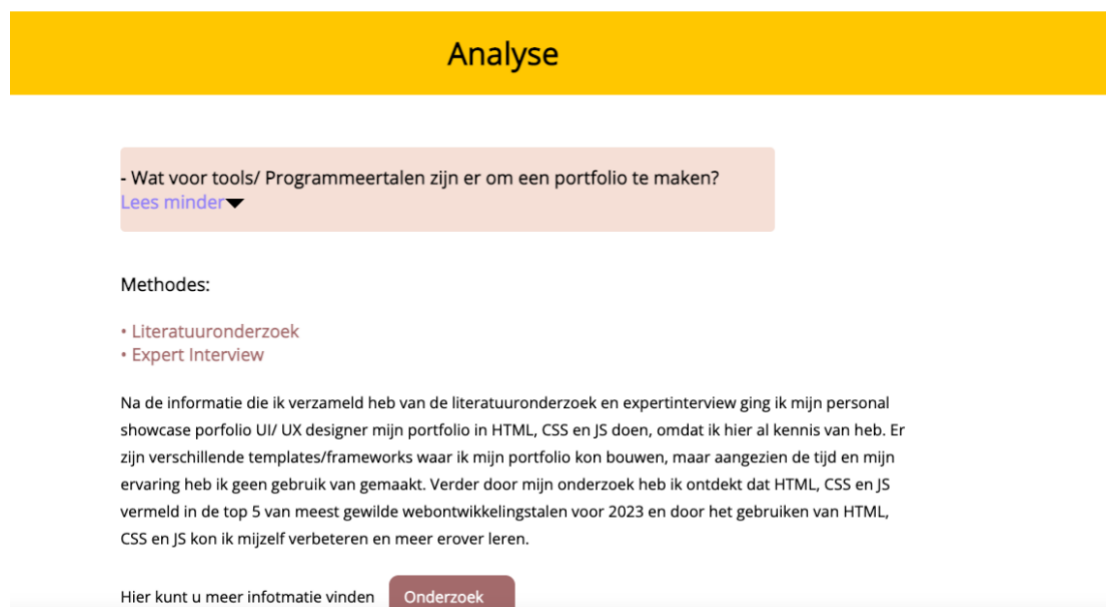 Analyse
- Wat voor tools/ Programmeertalen zijn er om een portfolio te maken?
Lees minder
Methodes:
• Literatuuronderzoek
• Expert Interview
Na de informatie die ik verzameld heb van de literatuuronderzoek en expertinterview ging ik mijn personal
showcase porfolio UI/ UX designer mijn portfolio in HTML, CSS en JS doen, omdat ik hier al kennis van heb. Er
zijn verschillende templates/frameworks waar ik mijn portfolio kon bouwen, maar aangezien de tijd en mijn
ervaring heb ik geen gebruik van gemaakt. Verder door mijn onderzoek heb ik ontdekt dat HTML, CSS en JS
vermeld in de top 5 van meest gewilde webontwikkelingstalen voor 2023 en door het gebruiken van HTML,
CSS en JS kon ik mijzelf verbeteren en meer erover leren.
Hier kunt u meer infotmatie vinden Onderzoek